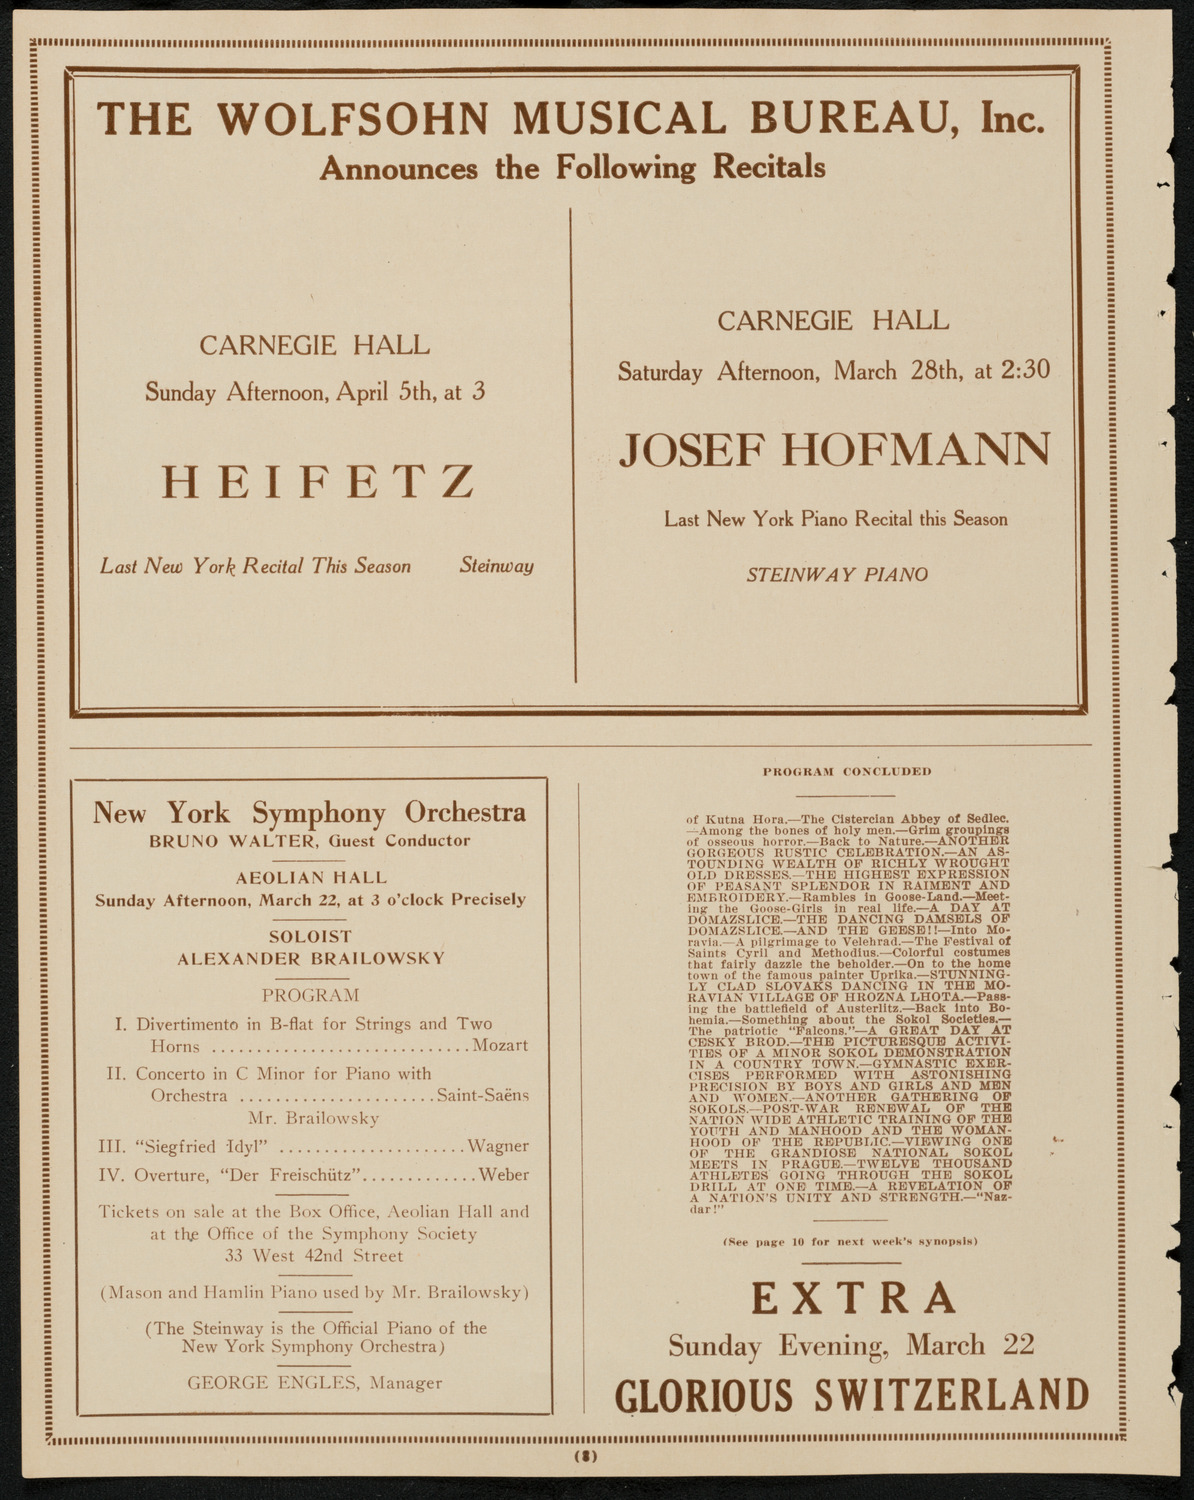 THE WOLFSOHN MUSICAL BUREAU, Inc.
Announces the Following Recitals
CARNEGIE HALL
Sunday Afternoon, April 5th, at 3
HEIFETZ
Last New York Recital This Season Steinway
CARNEGIE HALL
Saturday Afternoon, March 28th, at 2:30
JOSEF HOFMANN
Last New York Piano Recital this Season
STEINWAY PIANO
New York Symphony Orchestra
BRUNO WALTER, Guest Conductor
AEOLIAN HALL
Sunday Afternoon, March 22, at 3 o'clock Precisely
SOLOIST
ALEXANDER BRAILOWSKY
PROGRAM
I. Divertimento in B-flat for Strings and Two
Horns ............................Mozart
II. Concerto in C Minor for Piano with
Orchestra ......................Saint-Saëns
Mr. Brailowsky
III. "Siegfried Idyl" .....................Wagner
IV. Overture, "Der Freischütz".............Weber
Tickets on sale at the Box Office, Aeolian Hall and
at the Office of the Symphony Society
33 West 42nd Street
(Mason and Hamlin Piano used by Mr. Brailowsky)
(The Steinway is the Official Piano of the
New York Symphony Orchestra)
GEORGE ENGLES, Manager
PROGRAM CONCLUDED
of Kutna Hora.—The Cistercian Abbey of Sedlec.
—Among the bones of holy men.—Grim groupings
of osseous horror.—Back to Nature.—ANOTHER
GORGEOUS RUSTIC CELEBRATION.—AN AS-
TOUNDING WEALTH OF RICHLY WROUGHT
OLD DRESSES.—THE HIGHEST EXPRESSION
OF PEASANT SPLENDOR IN RAIMENT AND
EMBROIDERY.—Rambles in Goose-Land.—Meet-
ing the Goose-Girls in real life.—A DAY AT
DOMAZSLICE.—THE DANCING DAMSELS OF
DOMAZSLICE.—AND THE GEESE!!—Into Mo-
ravia.—A pilgrimage to Velehrad.—The Festival of
Saints Cyril and Methodius.—Colorful costumes
that fairly dazzle the beholder.—On to the home
town of the famous painter Uprika.—STUNNING-
LY CLAD SLOVAKS DANCING IN THE MO-
RAVIAN VILLAGE OF HROZNA LHOTA.—Pass-
ing the battlefield of Austerlitz.—Back into Bo-
hemia.—Something about the Sokol Societies.—
The patriotic "Falcons."—A GREAT DAY AT
CESKY BROD.—THE PICTURESQUE ACTIVI-
TIES OF A MINOR SOKOL DEMONSTRATION
IN A COUNTRY TOWN.—GYMNASTIC EXER-
CISES PERFORMED WITH ASTONISHING
PRECISION BY BOYS AND GIRLS AND MEN
AND WOMEN.—ANOTHER GATHERING OF
SOKOLS.—POST-WAR RENEWAL OF THE
NATION WIDE ATHLETIC TRAINING OF THE
YOUTH AND MANHOOD AND THE WOMAN-
HOOD OF THE REPUBLIC.—VIEWING ONE
OF THE GRANDIOSE NATIONAL SOKOL
MEETS IN PRAGUE.—TWELVE THOUSAND
ATHLETES GOING THROUGH THE SOKOL
DRILL AT ONE TIME.—A REVELATION OF
A NATION'S UNITY AND STRENGTH.—"Naz-
dar!"
(See page 10 for next week's synopsis)
EXTRA
Sunday Evening, March 22
GLORIOUS SWITZERLAND
(8)